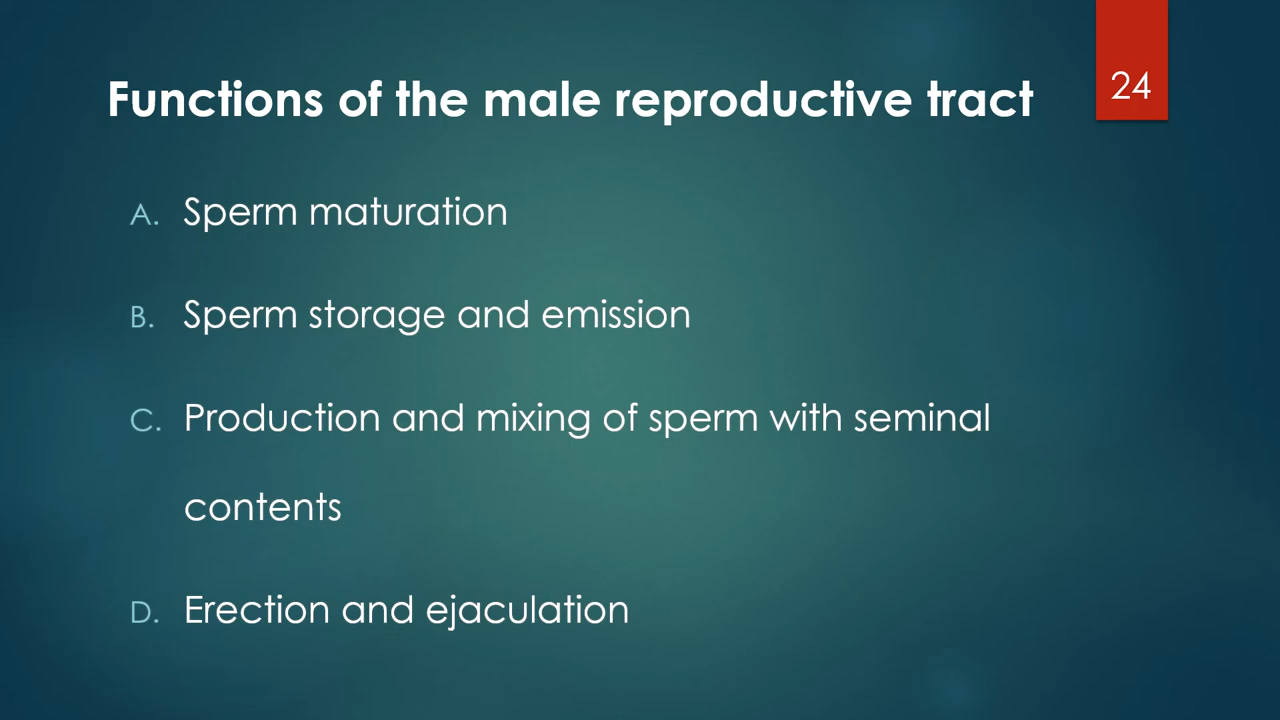 Functions of the male reproductive tract
24
A. Sperm maturation
B. Sperm storage and emission
C. Production and mixing of sperm with seminal
contents
D. Erection and ejaculation